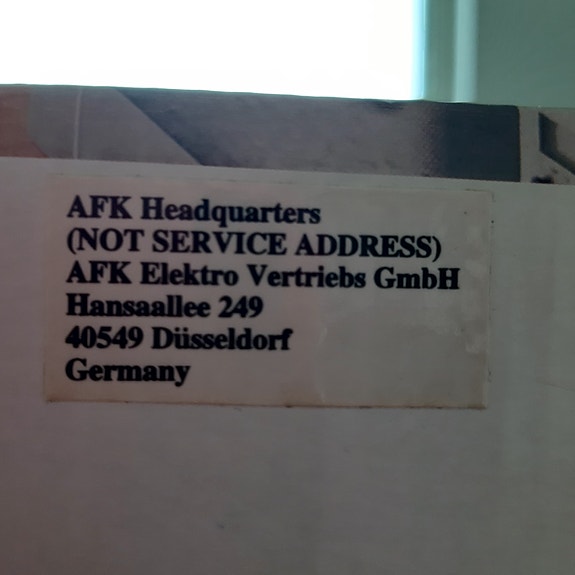 AFK Headquarters
(NOT SERVICE ADDRESS)
AFK Elektro Vertriebs GmbH
Hansaallee 249
40549 Düsseldorf
Germany